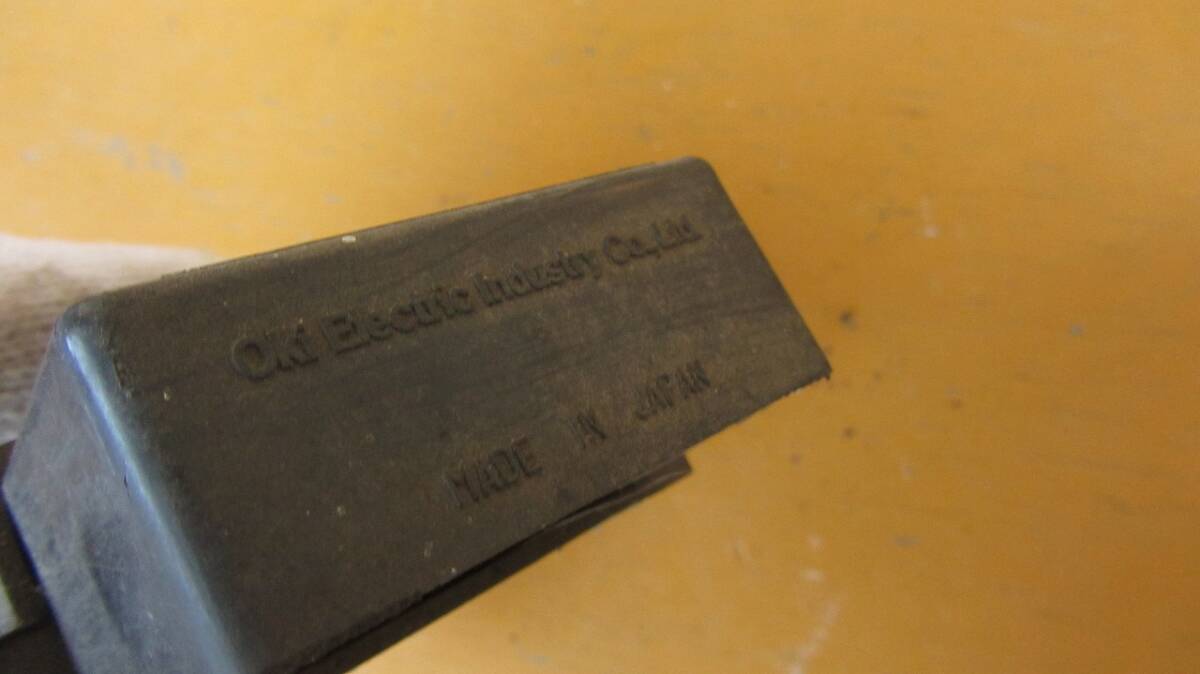 Oki Electric Industry Co., Ltd.
MADE IN JAPAN